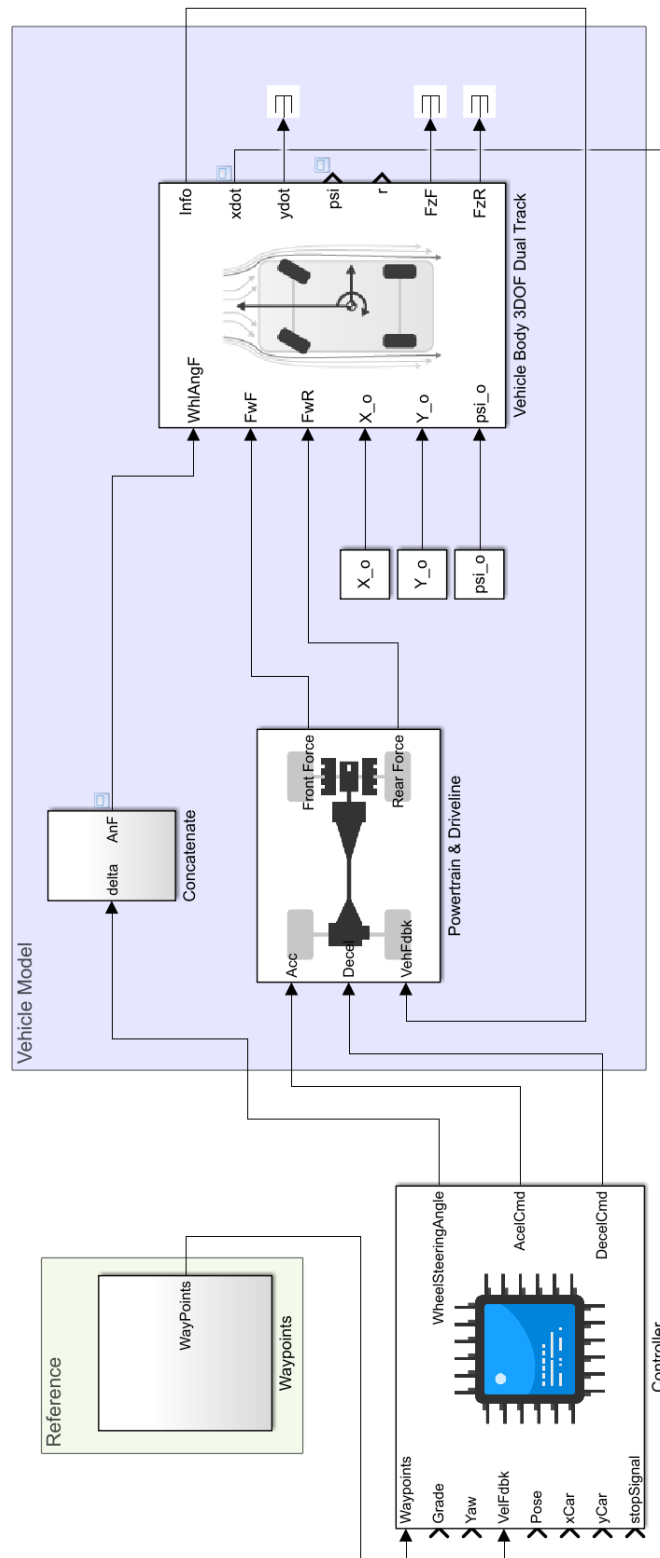 Reference
WayPoints
Waypoints
Waypoints
Grade
Yaw
VelFdbk
Pose
xCar
yCar
stopSignal
WheelSteeringAngle
AcelCmd
DecelCmd
Controller
Vehicle Model
delta
AnF
Concatenate
Acc
Decel
VehFdbk
Front Force
Rear Force
Powertrain & Driveline
X_o
Y_o
psi_o
WhlAngF
FwF
FwR
X_o
Y_o
psi_o
Info
xdot
ydot
psi
r
FzF
FzR
Vehicle Body 3DOF Dual Track